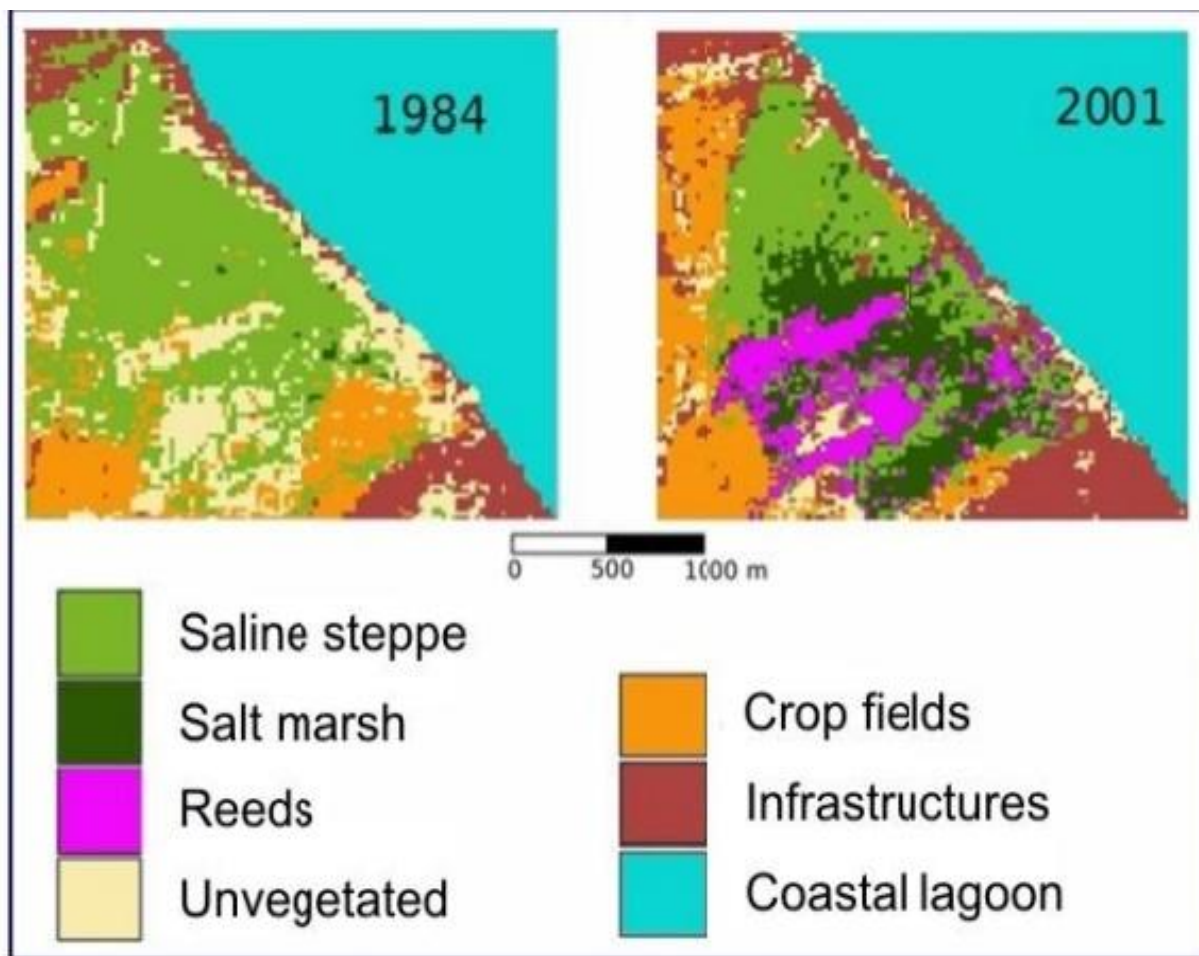 1984
2001
0 500 1000 m
Saline steppe
Salt marsh
Reeds
Unvegetated
Crop fields
Infrastructures
Coastal lagoon